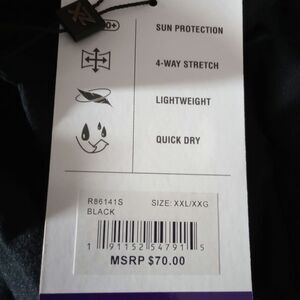 0+
SUN PROTECTION
4-WAY STRETCH
LIGHTWEIGHT
QUICK DRY
R86141S SIZE: XXL/XXG
BLACK
1 91152 54791 5
MSRP $70.00